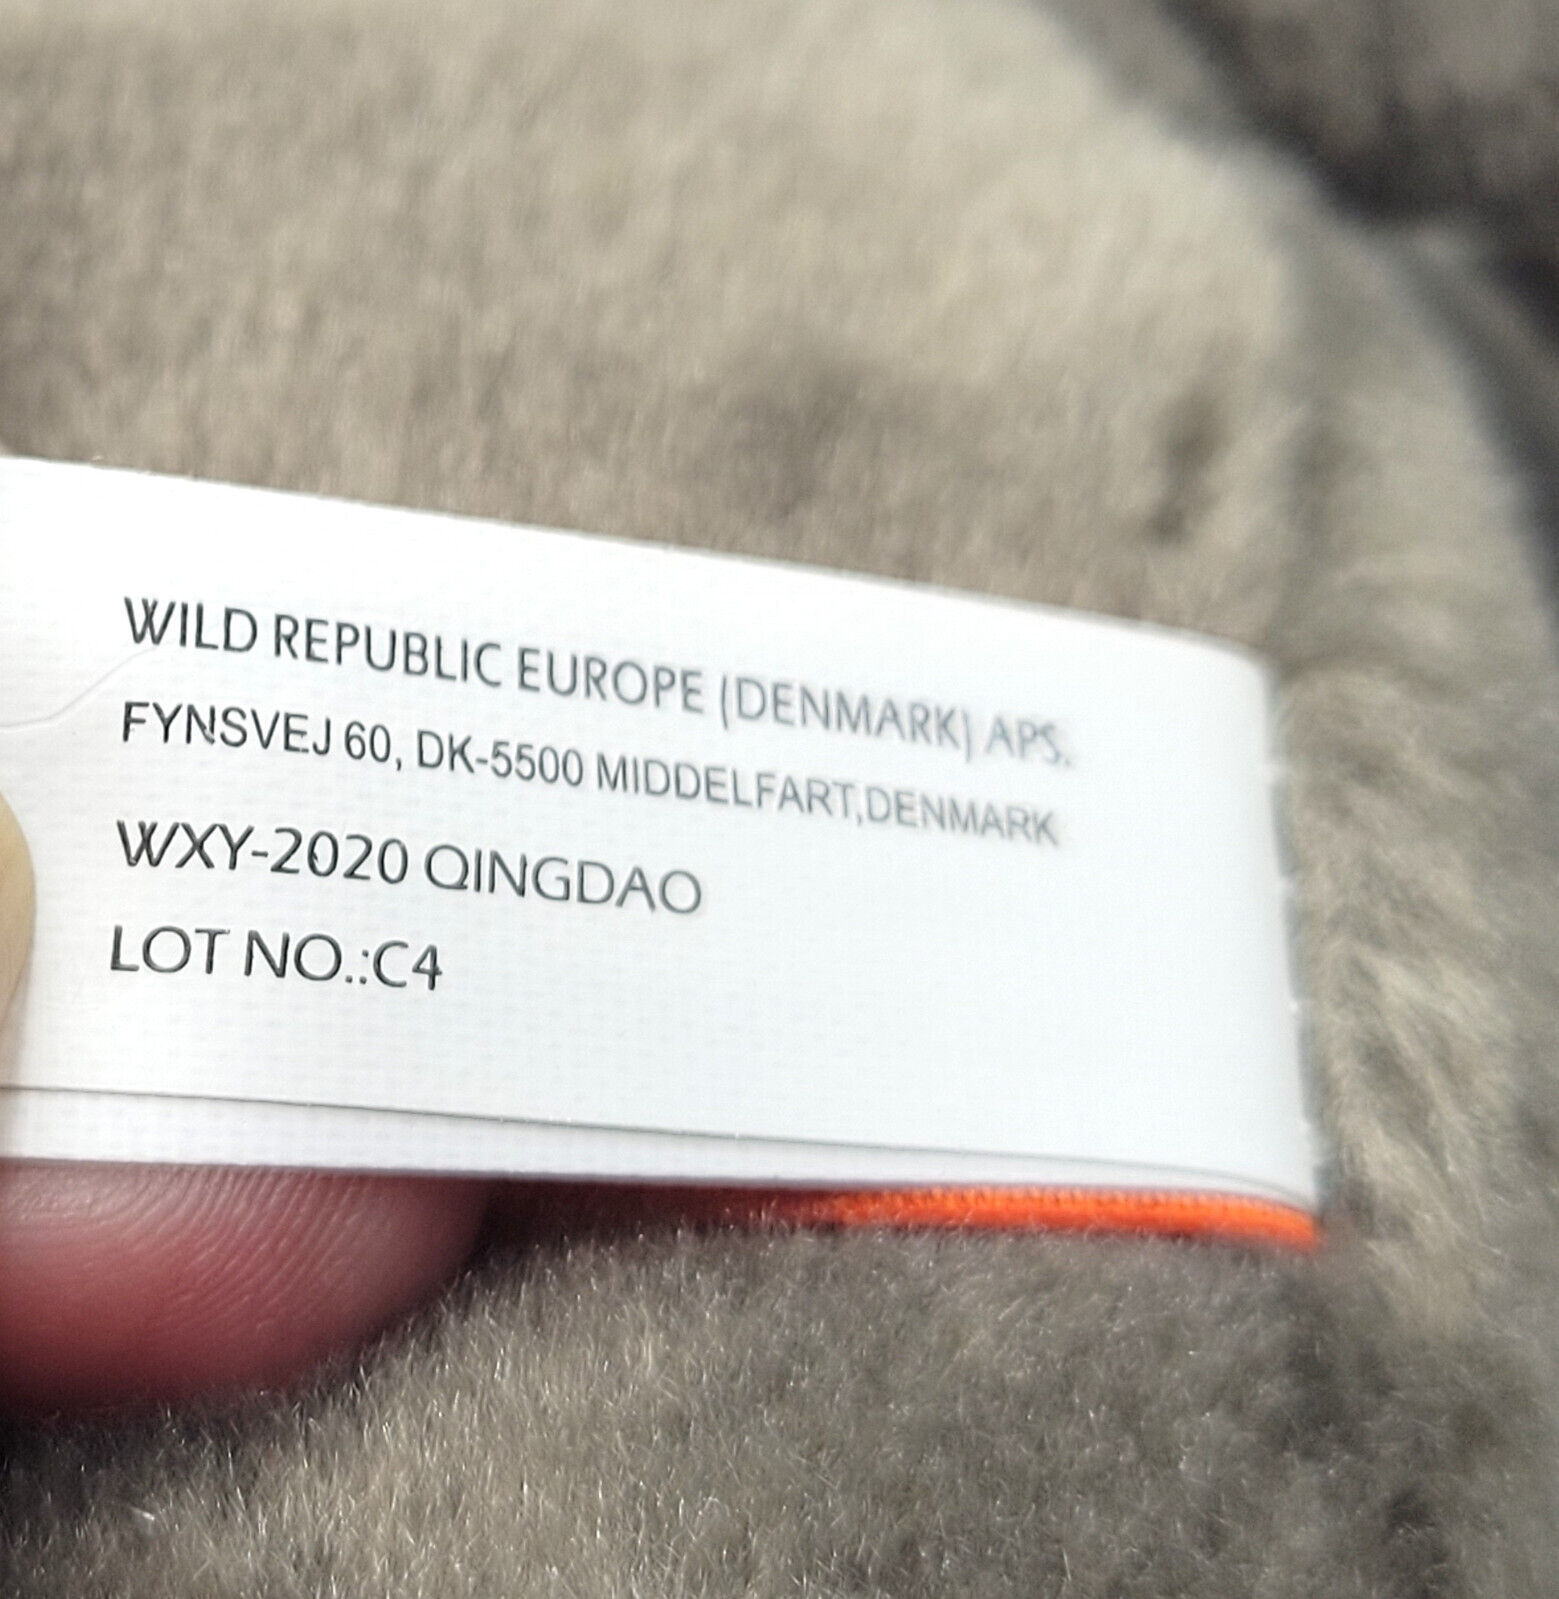 WILD REPUBLIC EUROPE (DENMARK) APS.
FYNSVEJ 60, DK-5500 MIDDELFART,DENMARK
WXY-2020 QINGDAO
LOT NO.:C4